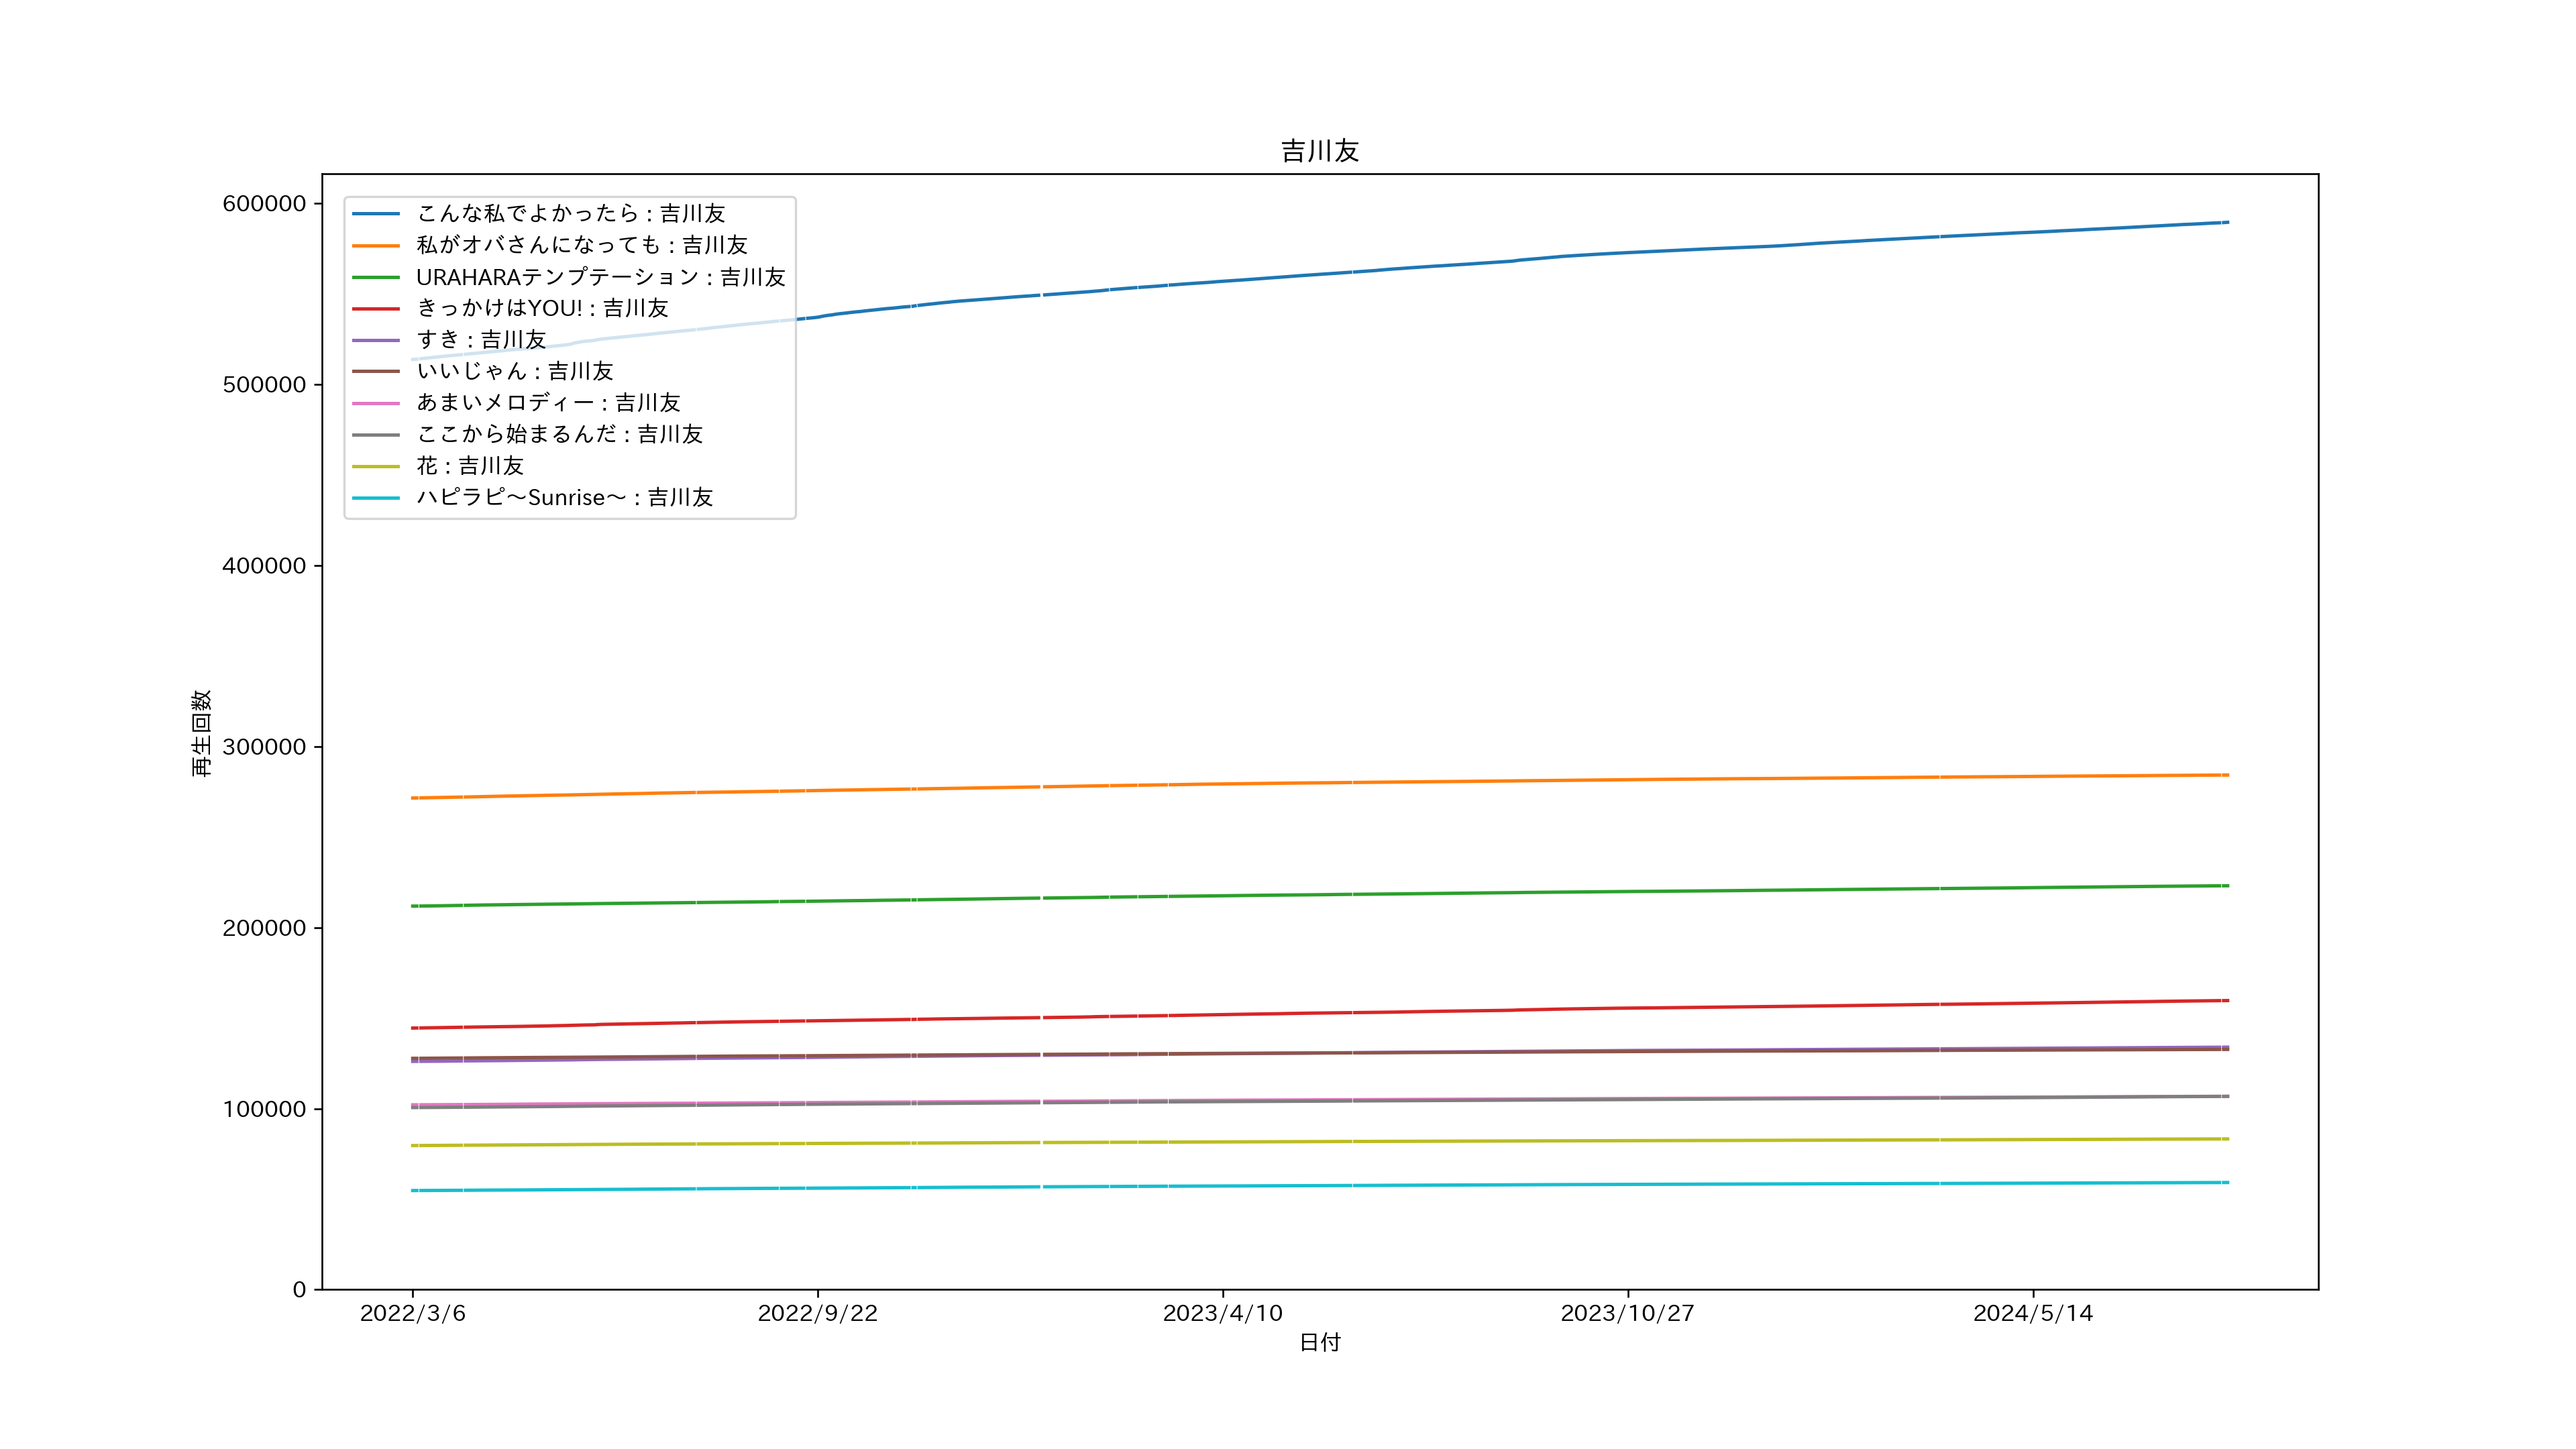 吉川友
600000
500000
400000
300000
200000
100000
0
再生回数
こんな私でよかったら : 吉川友
私がオバさんになっても : 吉川友
URAHARAテンプテーション : 吉川友
きっかけはYOU! : 吉川友
すき : 吉川友
いいじゃん : 吉川友
あまいメロディー : 吉川友
ここから始まるんだ : 吉川友
花 : 吉川友
ハピラピ〜Sunrise〜 : 吉川友
2022/3/6
2022/9/22
2023/4/10
2023/10/27
2024/5/14
日付